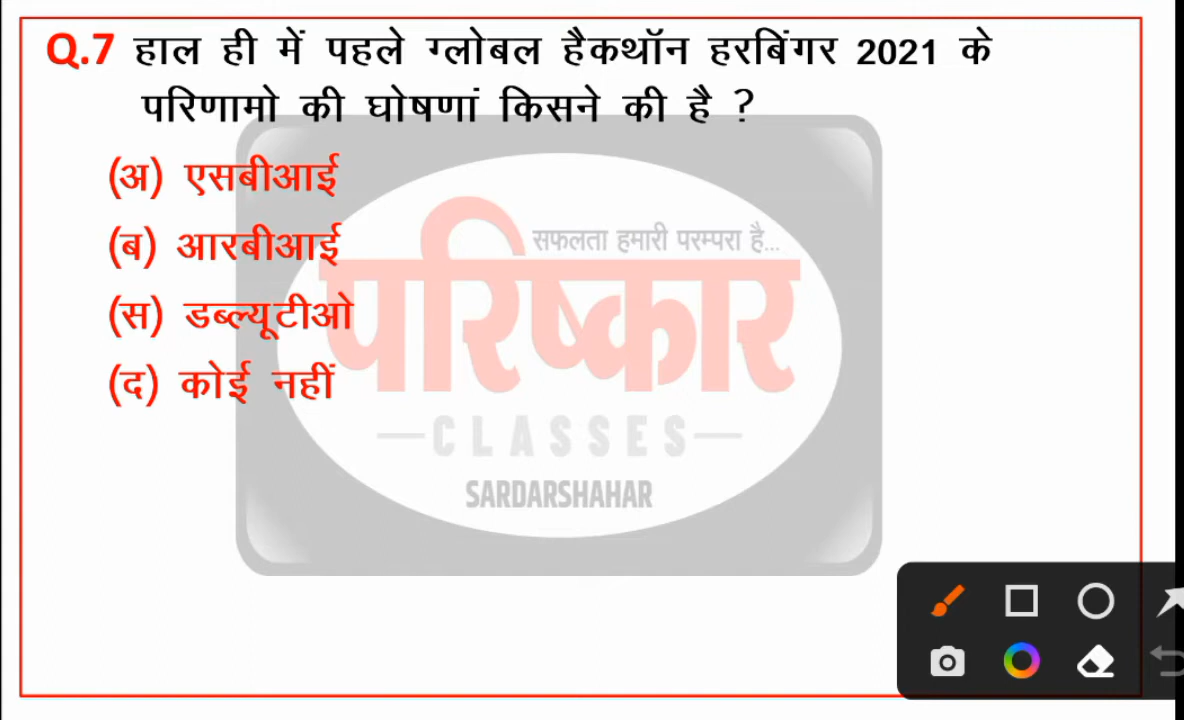 Q.7 हाल ही में पहले ग्लोबल हैकथॉन हरबिंगर 2021 के
परिणामो की घोषणां किसने की है ?
(अ) एसबीआई
(ब) आरबीआई
(स) डब्ल्यूटीओ
(द) कोई नहीं
सफलता हमारी परम्परा है...
परिष्कार
CLASSES
SARDARSHAHAR